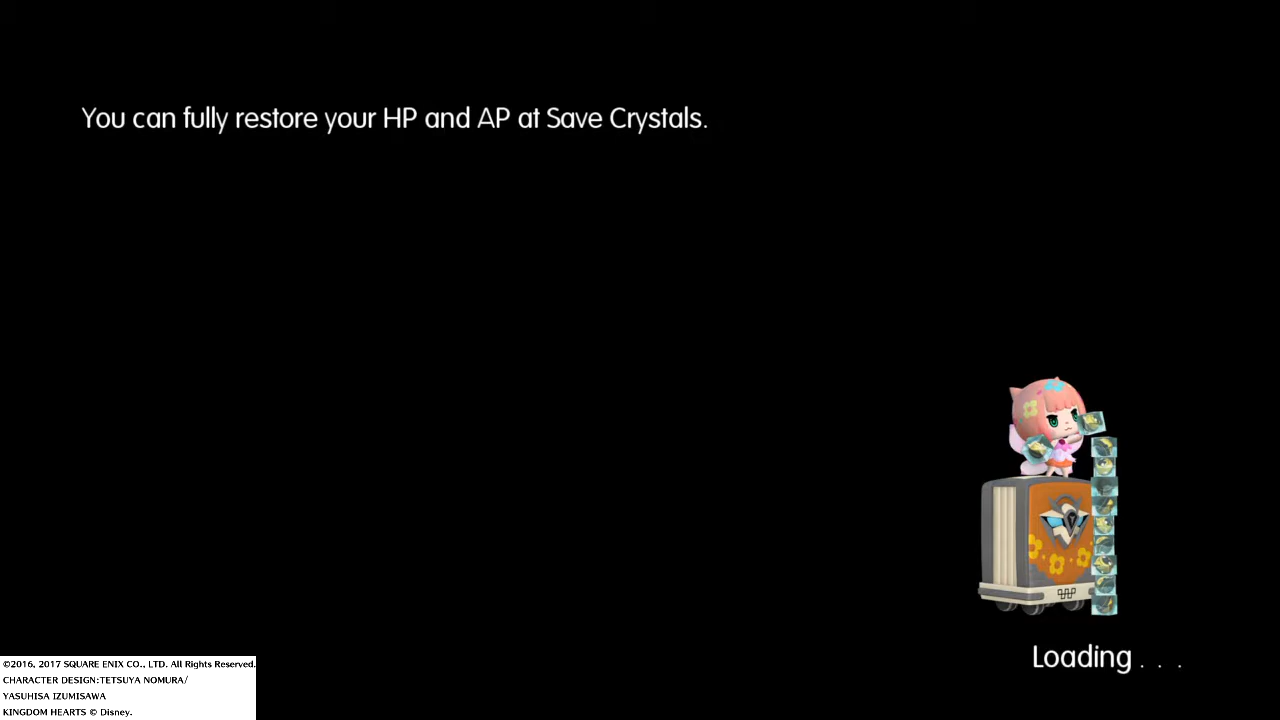 You can fully restore your HP and AP at Save Crystals.
Loading . . .
©2016, 2017 SQUARE ENIX CO., LTD. All Rights Reserved.
CHARACTER DESIGN:TETSUYA NOMURA/
YASUHISA IZUMISAWA
KINGDOM HEARTS © Disney.